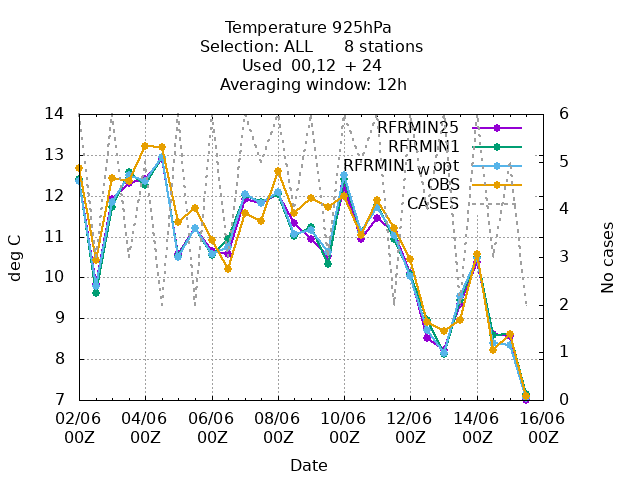 Temperature 925hPa
Selection: ALL 8 stations
Used 00,12 + 24
Averaging window: 12h
14
13
12
11
10
9
8
7
6
5
4
3
2
1
0
deg C
No cases
RFRMIN25
RFRMIN1
RFRMIN1_w opt
OBS
CASES
02/06 04/06 06/06 08/06 10/06 12/06 14/06 16/06
00Z 00Z 00Z 00Z 00Z 00Z 00Z 00Z
Date